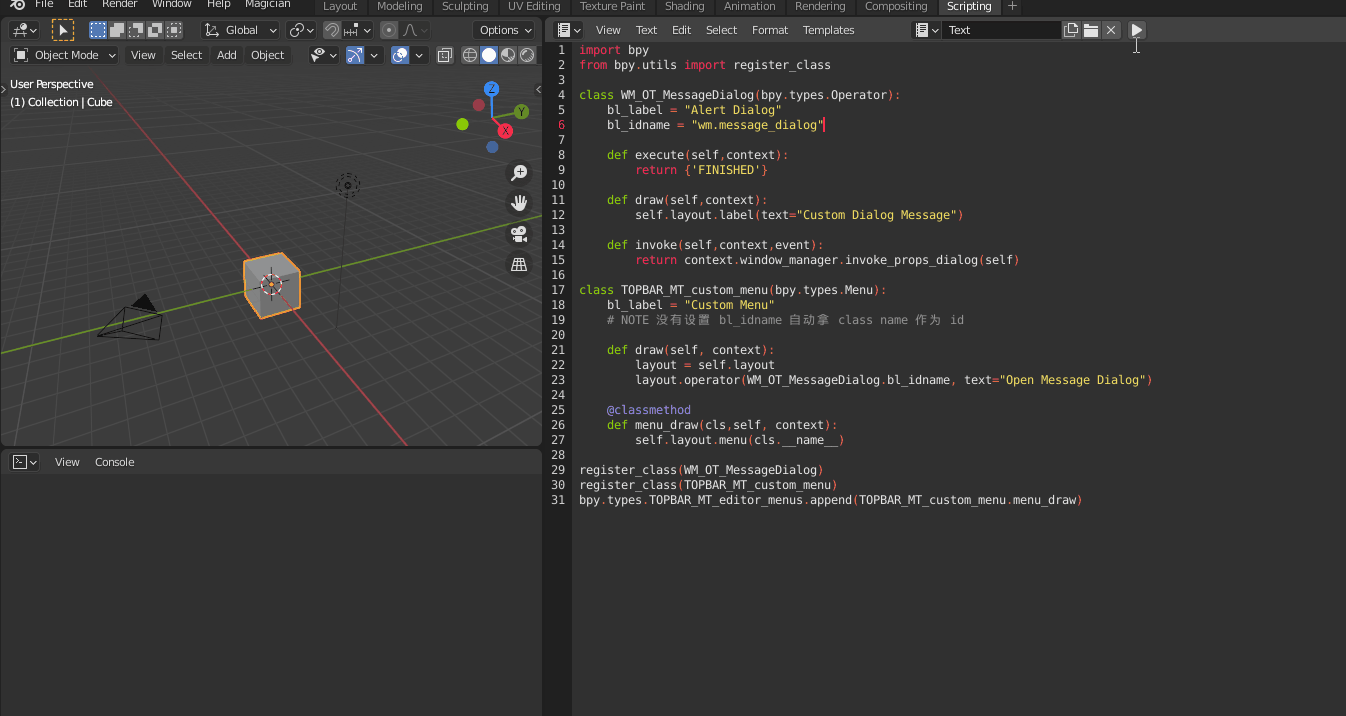 File Edit Render Window Help Magician Layout Modeling Sculpting UV Editing Texture Paint Shading Animation Rendering Compositing Scripting +
Global Options
Object Mode View Select Add Object
User Perspective
(1) Collection | Cube
Z
Y
X
View Console
View Text Edit Select Format Templates Text
1 import bpy
2 from bpy.utils import register_class
3
4 class WM_OT_MessageDialog(bpy.types.Operator):
5 bl_label = "Alert Dialog"
6 bl_idname = "wm.message_dialog"
7
8 def execute(self,context):
9 return {'FINISHED'}
10
11 def draw(self,context):
12 self.layout.label(text="Custom Dialog Message")
13
14 def invoke(self,context,event):
15 return context.window_manager.invoke_props_dialog(self)
16
17 class TOPBAR_MT_custom_menu(bpy.types.Menu):
18 bl_label = "Custom Menu"
19 # NOTE 没有设置 bl_idname 自动拿 class name 作为 id
20
21 def draw(self, context):
22 layout = self.layout
23 layout.operator(WM_OT_MessageDialog.bl_idname, text="Open Message Dialog")
24
25 @classmethod
26 def menu_draw(cls,self, context):
27 self.layout.menu(cls.__name__)
28
29 register_class(WM_OT_MessageDialog)
30 register_class(TOPBAR_MT_custom_menu)
31 bpy.types.TOPBAR_MT_editor_menus.append(TOPBAR_MT_custom_menu.menu_draw)